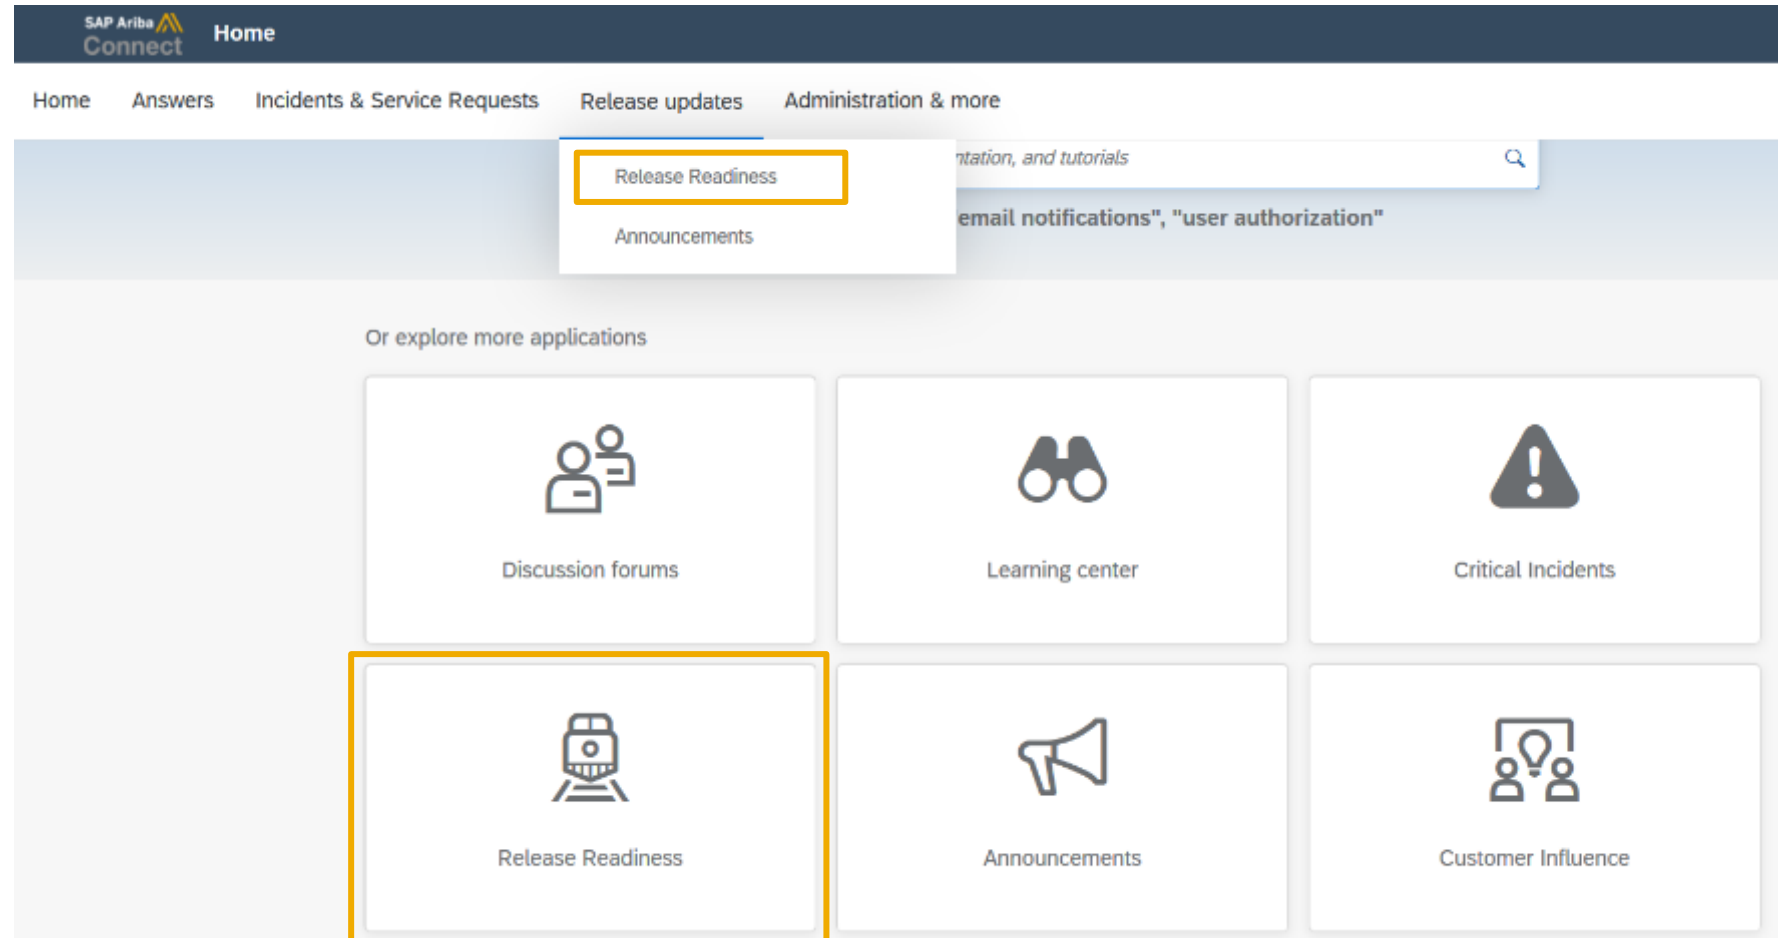 SAP Ariba
Connect
Home
Home
Answers
Incidents & Service Requests
Release updates
Administration & more
Release Readiness
Announcements
and tutorials
email notifications", "user authorization"
Or explore more applications
Discussion forums
Learning center
Critical Incidents
Release Readiness
Announcements
Customer Influence